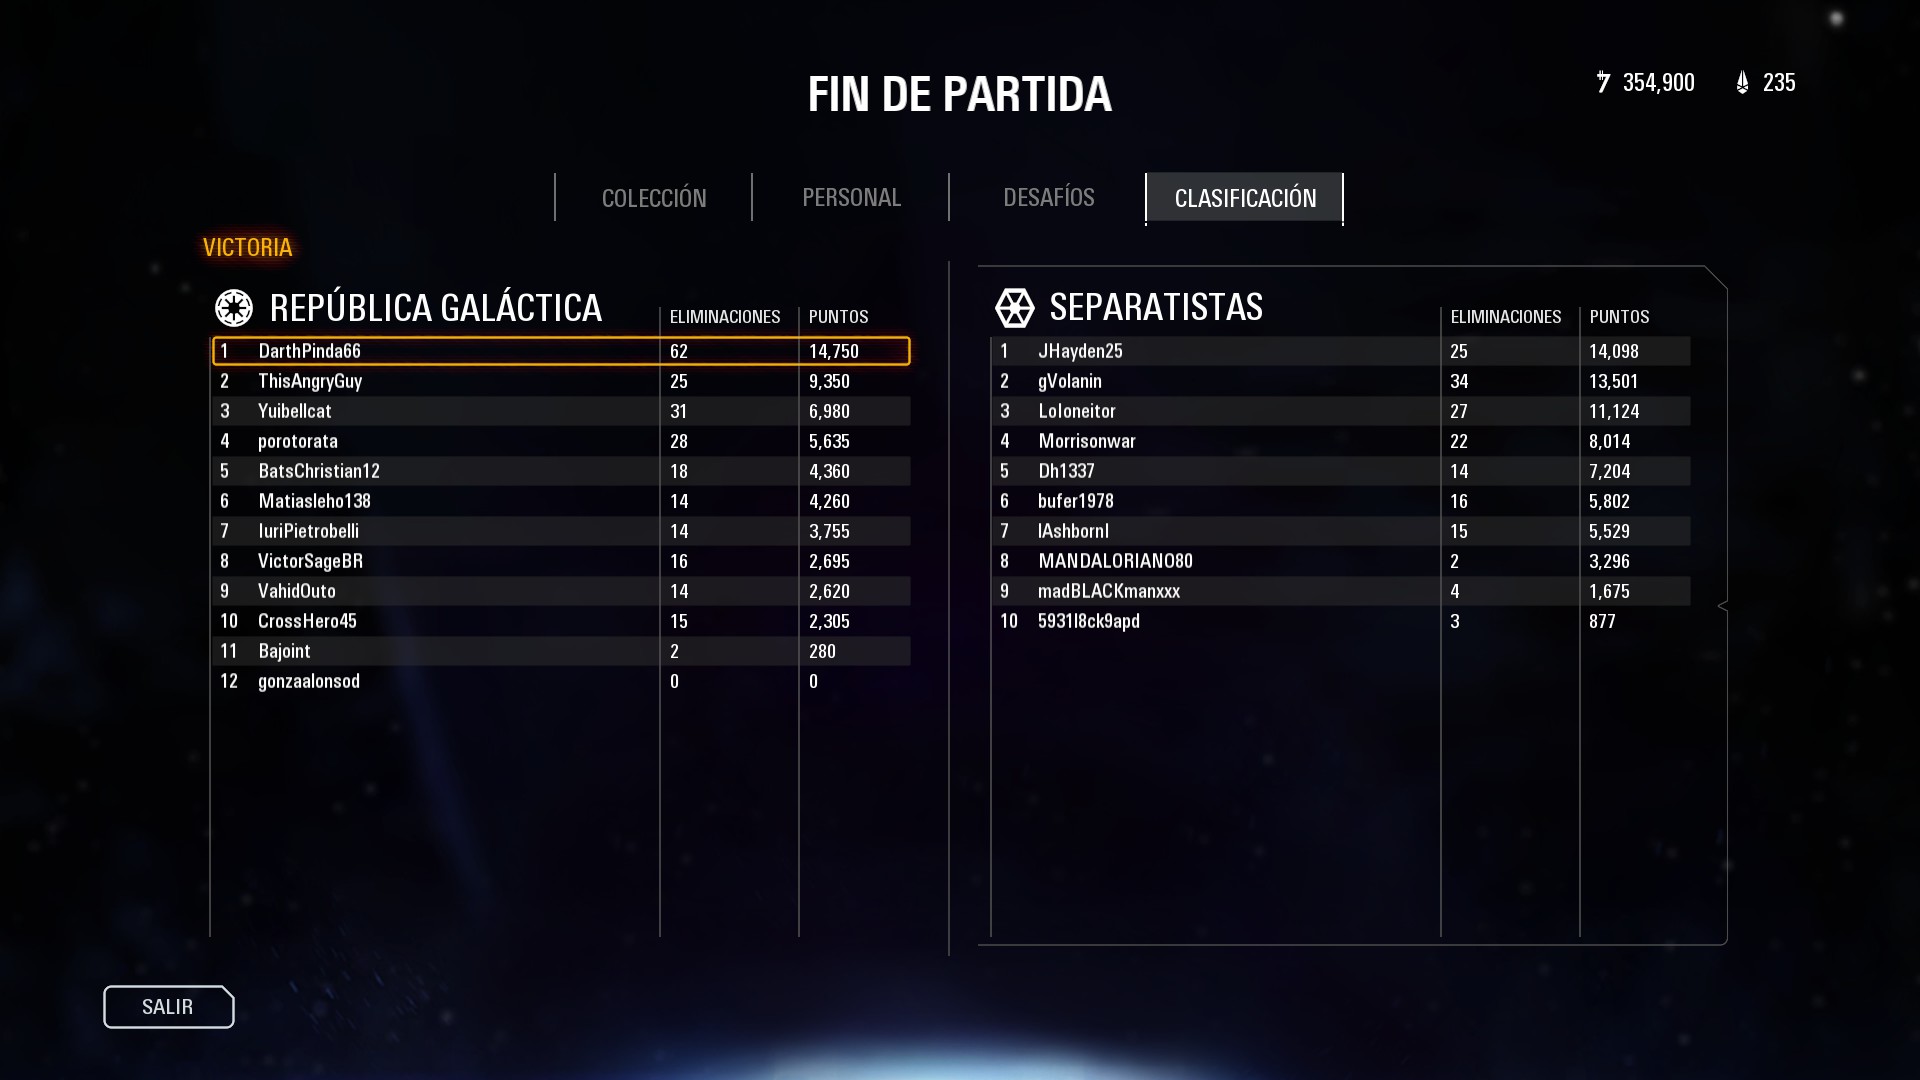 FIN DE PARTIDA
354,900 235
COLECCIÓN PERSONAL DESAFÍOS CLASIFICACIÓN
VICTORIA
REPÚBLICA GALÁCTICA ELIMINACIONES PUNTOS
1 DarthPinda66 62 14,750
2 ThisAngryGuy 25 9,350
3 Yuibellcat 31 6,980
4 porotorata 28 5,635
5 BatsChristian12 18 4,360
6 Matiasleho138 14 4,260
7 IuriPietrobelli 14 3,755
8 VictorSageBR 16 2,695
9 VahidOuto 14 2,620
10 CrossHero45 15 2,305
11 Bajoint 2 280
12 gonzaalonsod 0 0
SEPARATISTAS ELIMINACIONES PUNTOS
1 JHayden25 25 14,098
2 gVolanin 34 13,501
3 Loloneitor 27 11,124
4 Morrisonwar 22 8,014
5 Dh1337 14 7,204
6 bufer1978 16 5,802
7 lAshbornl 15 5,529
8 MANDALORIANO80 2 3,296
9 madBLACKmanxxx 4 1,675
10 5931l8ck9apd 3 877
SALIR